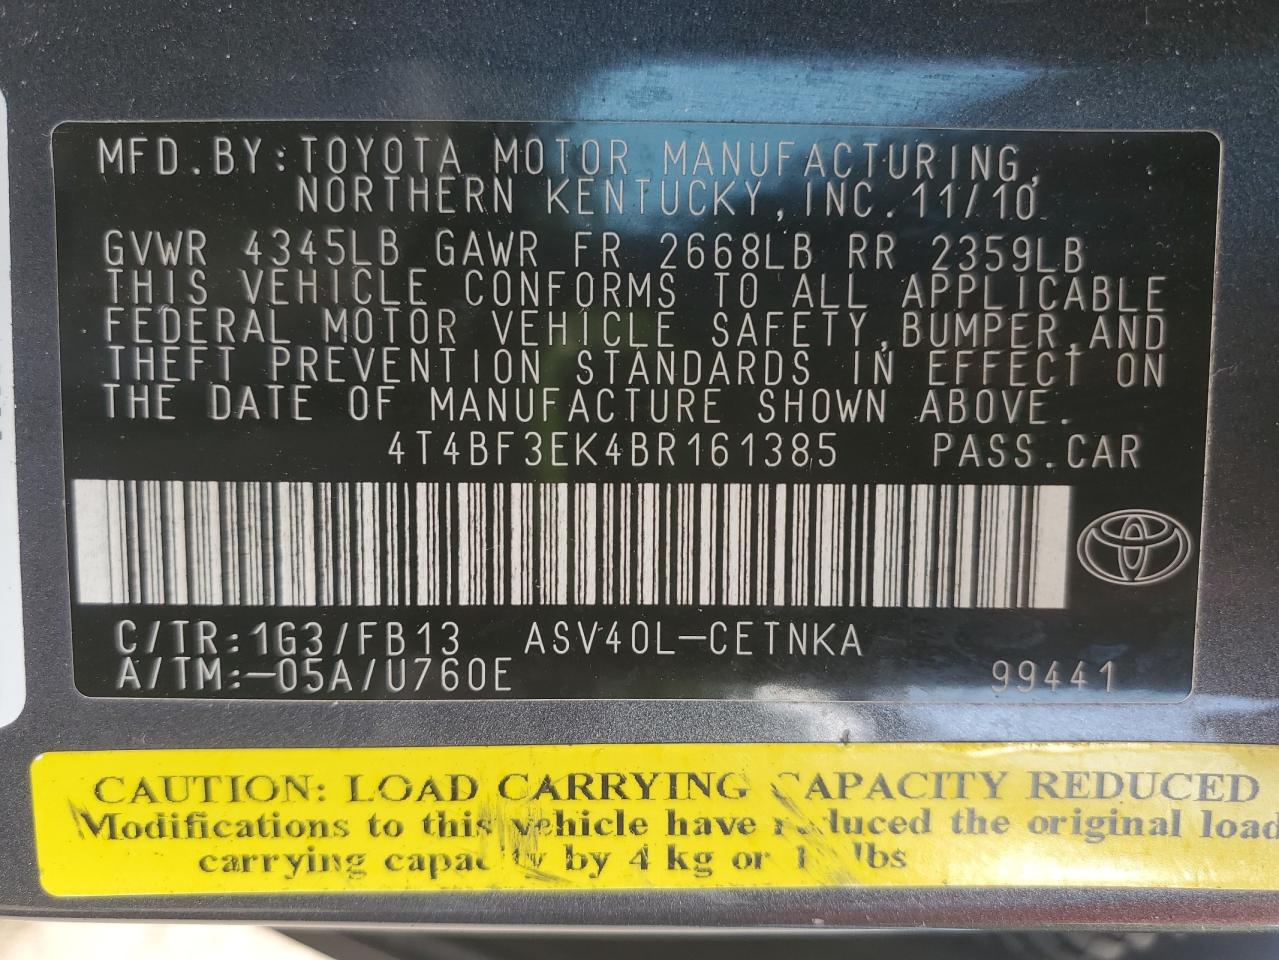 MFD.BY:TOYOTA MOTOR MANUFACTURING,
NORTHERN KENTUCKY,INC.11/10
GVWR 4345LB GAWR FR 2668LB RR 2359LB
THIS VEHICLE CONFORMS TO ALL APPLICABLE
FEDERAL MOTOR VEHICLE SAFETY,BUMPER,AND
THEFT PREVENTION STANDARDS IN EFFECT ON
THE DATE OF MANUFACTURE SHOWN ABOVE.
4T4BF3EK4BR161385 PASS.CAR
C/TR:1G3/FB13 ASV40L-CETNKA
A/TM:-05A/U760E 99441
CAUTION: LOAD CARRYING CAPACITY REDUCED
Modifications to this vehicle have reduced the original load
carrying capacity by 4 kg or lbs